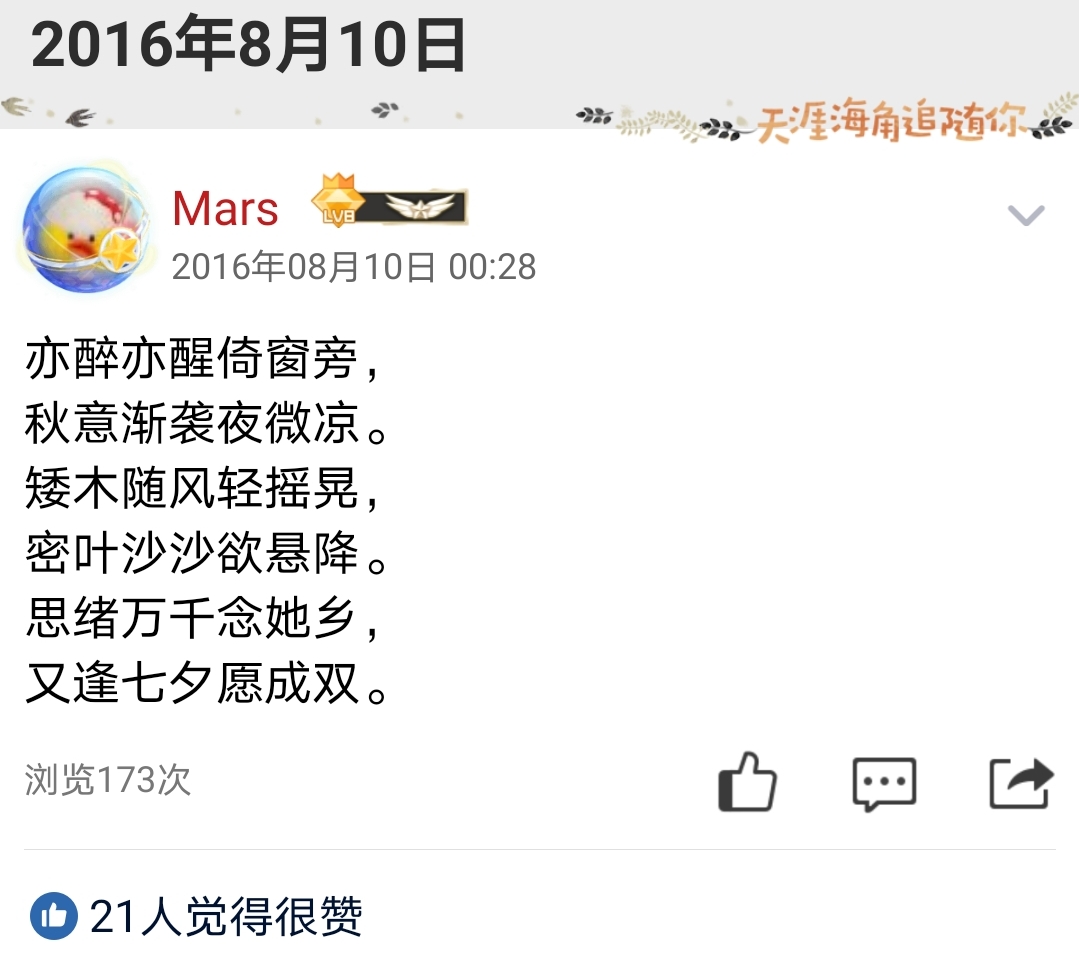 2016年8月10日
天涯海角追随你
Mars
LV8
2016年08月10日 00:28
亦醉亦醒倚窗旁，
秋意渐袭夜微凉。
矮木随风轻摇晃，
密叶沙沙欲悬降。
思绪万千念她乡，
又逢七夕愿成双。
浏览173次
21人觉得很赞